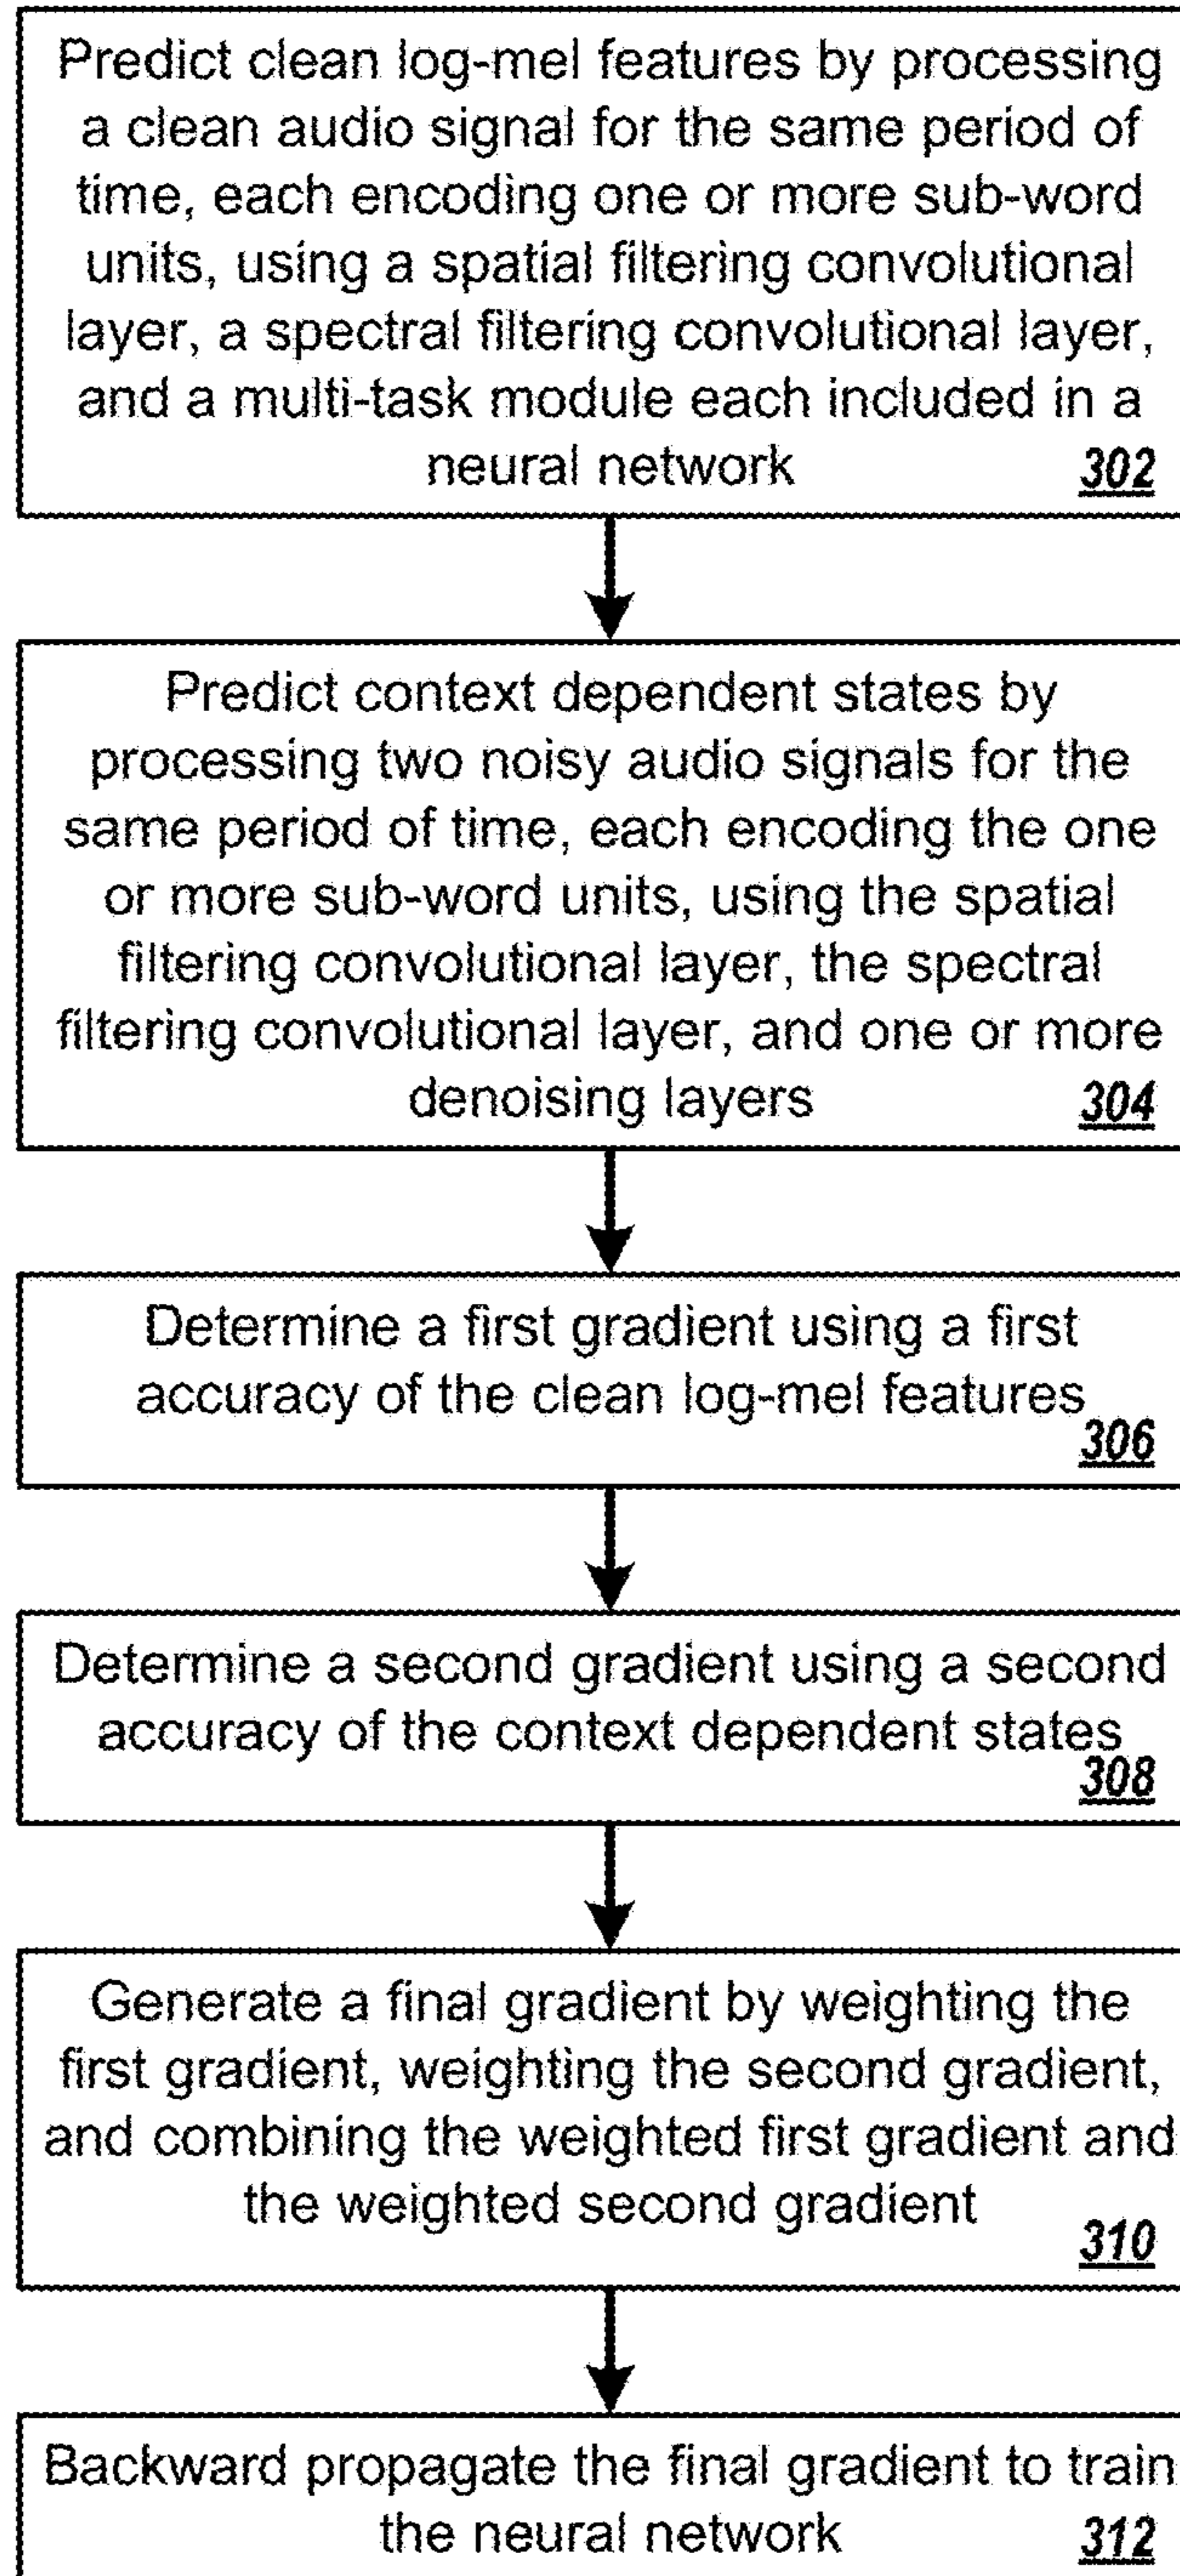 Predict clean log-mel features by processing
a clean audio signal for the same period of
time, each encoding one or more sub-word
units, using a spatial filtering convolutional
layer, a spectral filtering convolutional layer,
and a multi-task module each included in a
neural network 302
Predict context dependent states by
processing two noisy audio signals for the
same period of time, each encoding the one
or more sub-word units, using the spatial
filtering convolutional layer, the spectral
filtering convolutional layer, and one or more
denoising layers 304
Determine a first gradient using a first
accuracy of the clean log-mel features
306
Determine a second gradient using a second
accuracy of the context dependent states
308
Generate a final gradient by weighting the
first gradient, weighting the second gradient,
and combining the weighted first gradient and
the weighted second gradient
310
Backward propagate the final gradient to train
the neural network 312